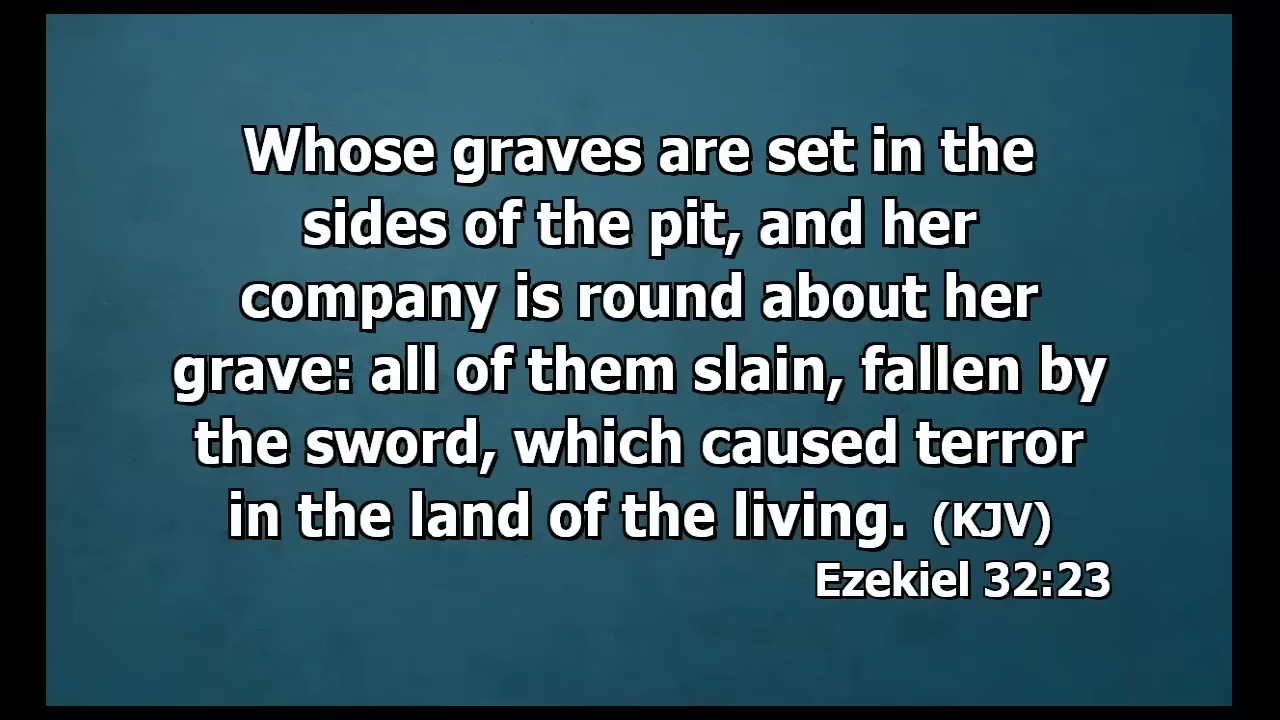 Whose graves are set in the
sides of the pit, and her
company is round about her
grave: all of them slain, fallen by
the sword, which caused terror
in the land of the living. (KJV)
Ezekiel 32:23